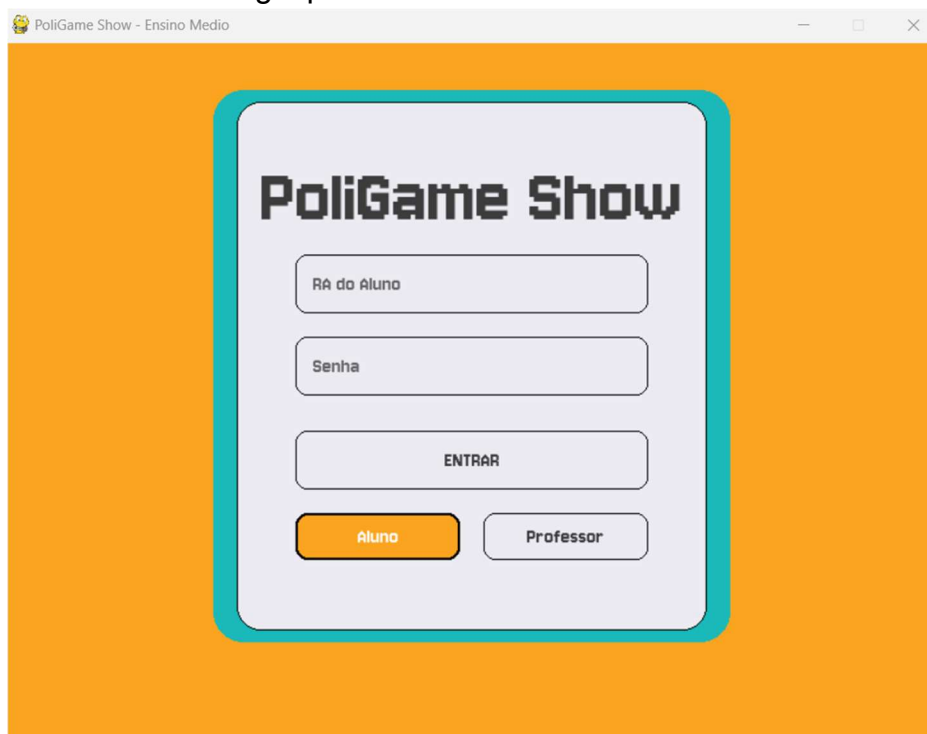 PoliGame Show - Ensino Medio
PoliGame Show
RA do Aluno
Senha
ENTRAR
Aluno
Professor